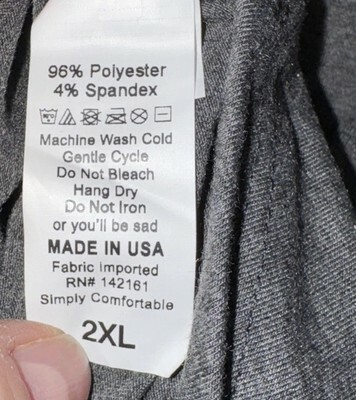 96% Polyester
4% Spandex
Machine Wash Cold
Gentle Cycle
Do Not Bleach
Hang Dry
Do Not Iron
or you'll be sad
MADE IN USA
Fabric Imported
RN# 142161
Simply Comfortable
2XL